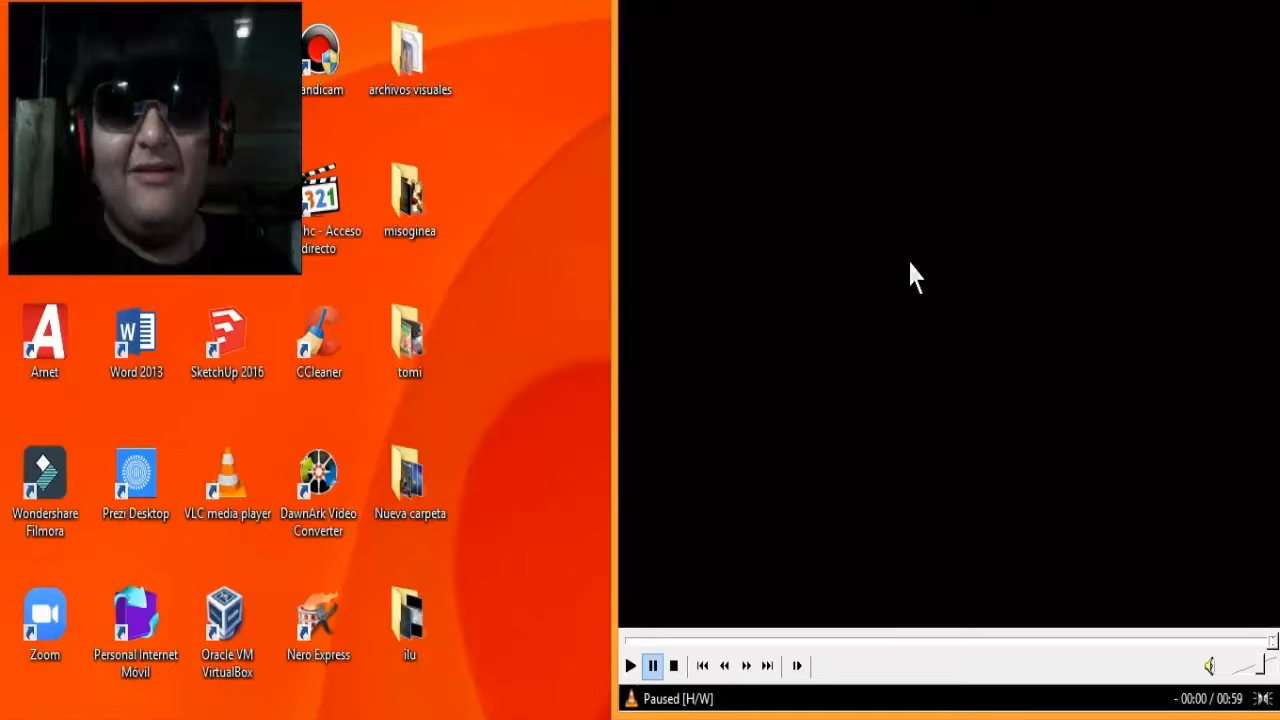 andicam
archivos visuales
321
hc - Acceso
directo
misoginea
Arnet
Word 2013
SketchUp 2016
CCleaner
tomi
Wondershare
Filmora
Prezi Desktop
VLC media player
DawnArk Video
Converter
Nueva carpeta
Zoom
Personal Internet
Móvil
Oracle VM
VirtualBox
Nero Express
ilu
Paused [H/W]
- 00:00 / 00:59